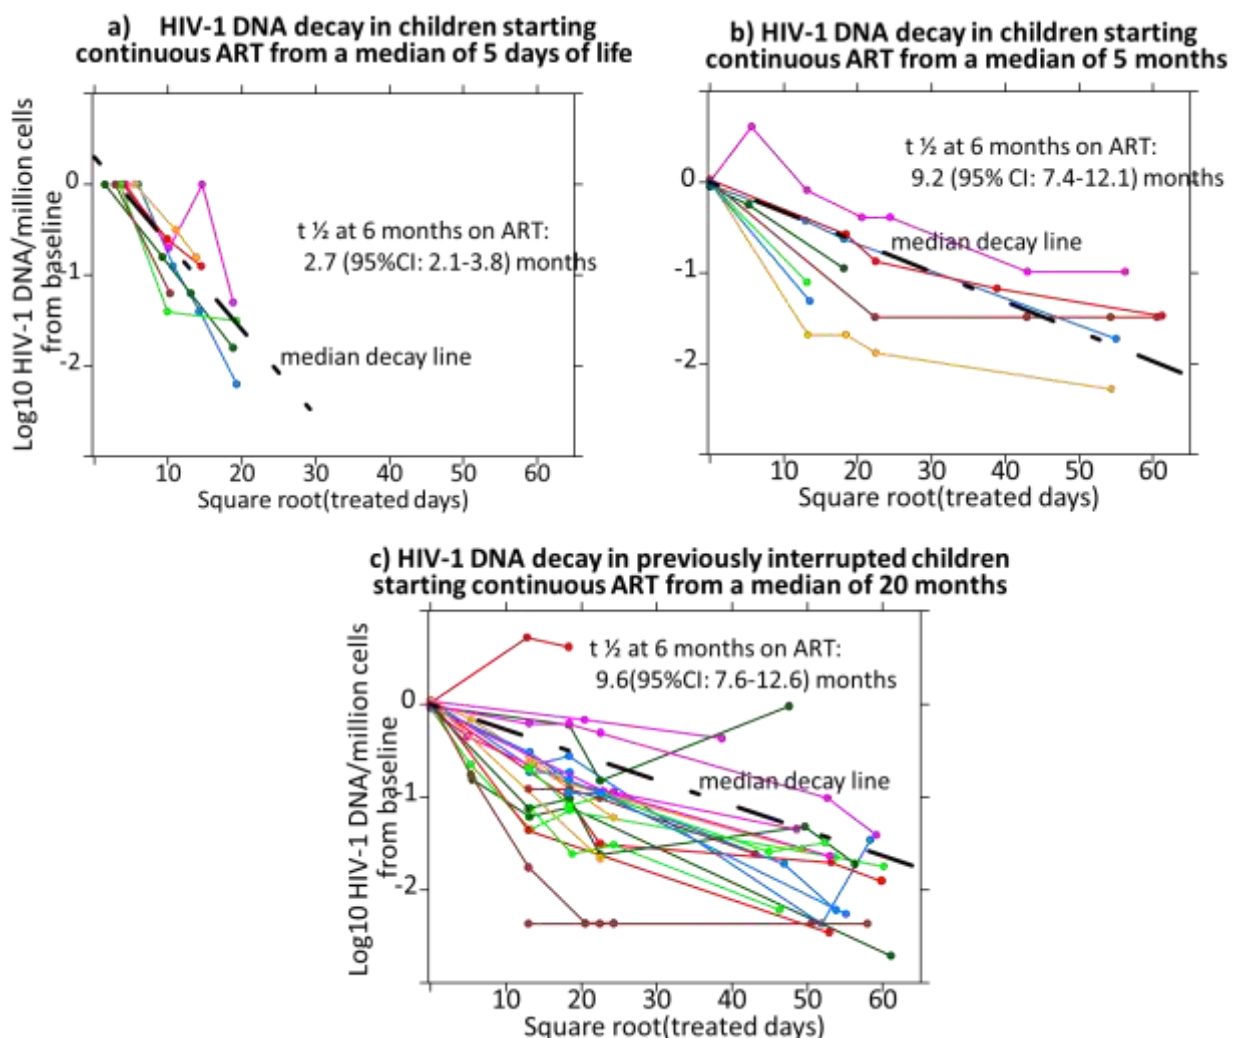 a) HIV-1 DNA decay in children starting
continuous ART from a median of 5 days of life
Log10 HIV-1 DNA/million cells
from baseline
0
-1
-2
t ½ at 6 months on ART:
2.7 (95%CI: 2.1-3.8) months
median decay line
10 20 30 40 50 60
Square root(treated days)
b) HIV-1 DNA decay in children starting
continuous ART from a median of 5 months
0
-1
-2
t ½ at 6 months on ART:
9.2 (95% CI: 7.4-12.1) months
median decay line
10 20 30 40 50 60
Square root(treated days)
c) HIV-1 DNA decay in previously interrupted children
starting continuous ART from a median of 20 months
Log10 HIV-1 DNA/million cells
from baseline
0
-1
-2
t ½ at 6 months on ART:
9.6(95%CI: 7.6-12.6) months
median decay line
10 20 30 40 50 60
Square root(treated days)